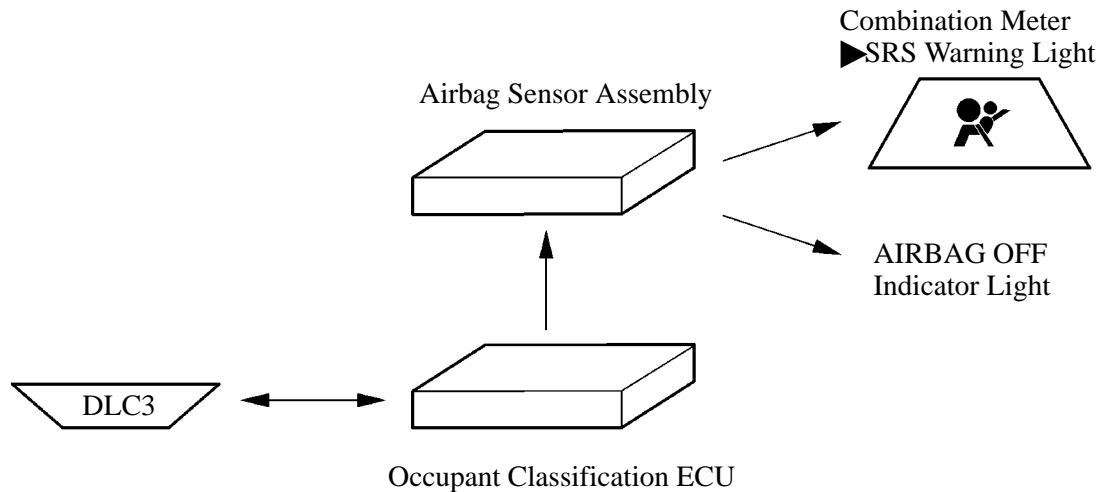 Combination Meter
▶SRS Warning Light
Airbag Sensor Assembly
AIRBAG OFF
Indicator Light
DLC3
Occupant Classification ECU